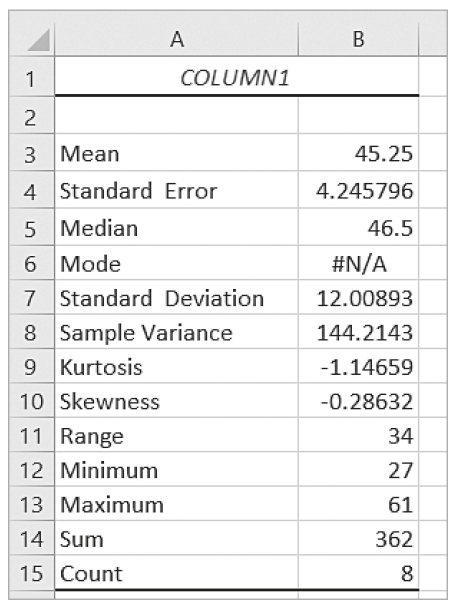 A B
1 COLUMN1
2
3 Mean 45.25
4 Standard Error 4.245796
5 Median 46.5
6 Mode #N/A
7 Standard Deviation 12.00893
8 Sample Variance 144.2143
9 Kurtosis -1.14659
10 Skewness -0.28632
11 Range 34
12 Minimum 27
13 Maximum 61
14 Sum 362
15 Count 8